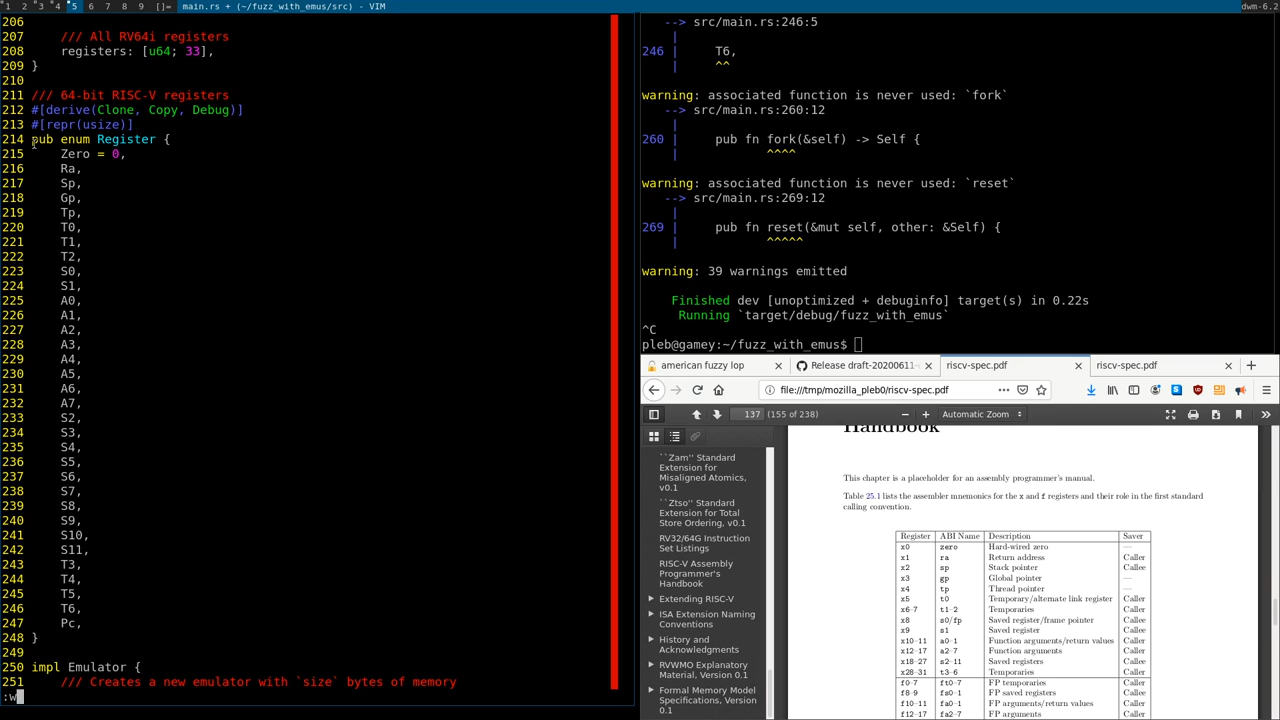 1 2 3 4 5 6 7 8 9 []= main.rs + (~/fuzz_with_emus/src) - VIM dwm-6.2
206
207 /// All RV64i registers
208 registers: [u64; 33],
209 }
210
211 /// 64-bit RISC-V registers
212 #[derive(Clone, Copy, Debug)]
213 #[repr(usize)]
214 pub enum Register {
215 Zero = 0,
216 Ra,
217 Sp,
218 Gp,
219 Tp,
220 T0,
221 T1,
222 T2,
223 S0,
224 S1,
225 A0,
226 A1,
227 A2,
228 A3,
229 A4,
230 A5,
231 A6,
232 A7,
233 S2,
234 S3,
235 S4,
236 S5,
237 S6,
238 S7,
239 S8,
240 S9,
241 S10,
242 S11,
243 T3,
244 T4,
245 T5,
246 T6,
247 Pc,
248 }
249
250 impl Emulator {
251 /// Creates a new emulator with `size` bytes of memory
:w
--> src/main.rs:246:5
|
246 | T6,
| ^^
warning: associated function is never used: `fork`
--> src/main.rs:260:12
|
260 | pub fn fork(&self) -> Self {
| ^^^^
warning: associated function is never used: `reset`
--> src/main.rs:269:12
|
269 | pub fn reset(&mut self, other: &Self) {
| ^^^^^
warning: 39 warnings emitted
Finished dev [unoptimized + debuginfo] target(s) in 0.22s
Running `target/debug/fuzz_with_emus`
^C
pleb@gamey:~/fuzz_with_emus$
american fuzzy lop
Release draft-20200611-
riscv-spec.pdf
riscv-spec.pdf
file:///tmp/mozilla_pleb0/riscv-spec.pdf
137 (155 of 238)
Automatic Zoom
``Zam'' Standard
Extension for
Misaligned Atomics,
v0.1
``Ztso'' Standard
Extension for Total
Store Ordering, v0.1
RV32/64G Instruction
Set Listings
RISC-V Assembly
Programmer's
Handbook
Extending RISC-V
ISA Extension Naming
Conventions
History and
Acknowledgments
RVWMO Explanatory
Material, Version 0.1
Formal Memory Model
Specifications, Version
0.1
Handbook
This chapter is a placeholder for an assembly programmer's manual.
Table 25.1 lists the assembler mnemonics for the x and f registers and their role in the first standard
calling convention.
Register ABI Name Description Saver
x0 zero Hard-wired zero —
x1 ra Return address Caller
x2 sp Stack pointer Callee
x3 gp Global pointer —
x4 tp Thread pointer —
x5 t0 Temporary/alternate link register Caller
x6-7 t1-2 Temporaries Caller
x8 s0/fp Saved register/frame pointer Callee
x9 s1 Saved register Callee
x10-11 a0-1 Function arguments/return values Caller
x12-17 a2-7 Function arguments Caller
x18-27 s2-11 Saved registers Callee
x28-31 t3-6 Temporaries Caller
f0-7 ft0-7 FP temporaries Caller
f8-9 fs0-1 FP saved registers Callee
f10-11 fa0-1 FP arguments/return values Caller
f12-17 fa2-7 FP arguments Caller